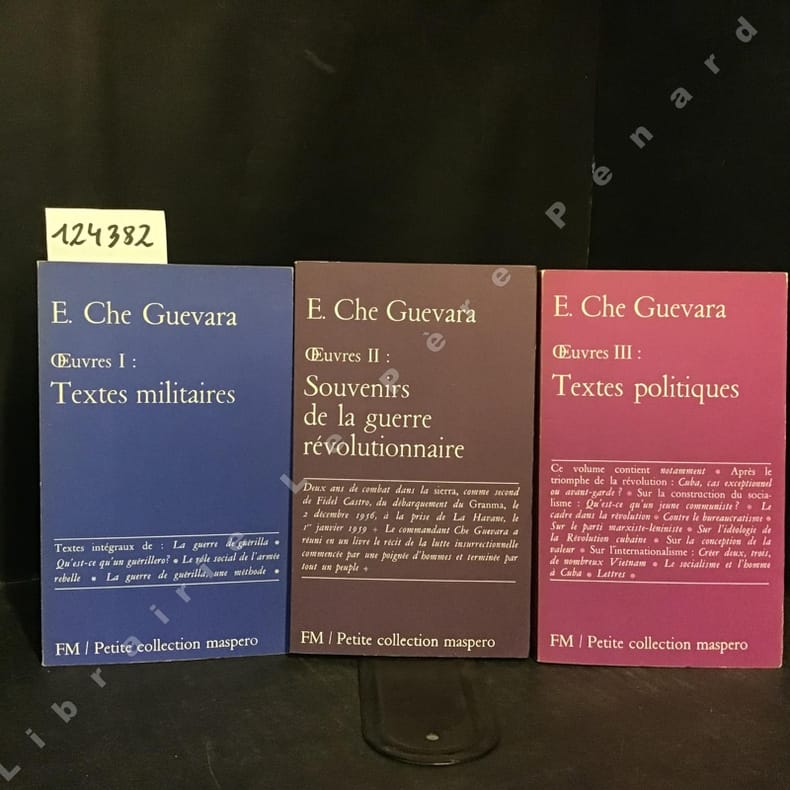 124382
E. Che Guevara
Œuvres I :
Textes militaires
Textes intégraux de : La guerre de guérilla *
Qu'est-ce qu'un guérillero? * Le rôle social de l'armée
rebelle * La guerre de guérilla, une méthode *
FM / Petite collection maspero
E. Che Guevara
Œuvres II :
Souvenirs
de la guerre
révolutionnaire
Deux ans de combat dans la sierra, comme second
de Fidel Castro, du débarquement du Granma, le
2 décembre 1956, à la prise de La Havane, le
1er janvier 1959 + Le commandant Che Guevara a
réuni en un livre le récit de la lutte insurrectionnelle
commencée par une poignée d'hommes et terminée par
tout un peuple +
FM / Petite collection maspero
E. Che Guevara
Œuvres III :
Textes politiques
Ce volume contient notamment * Après le
triomphe de la révolution : Cuba, cas exceptionnel
ou avant-garde ? * Sur la construction du socia-
lisme : Qu'est-ce qu'un jeune communiste ? * Le
cadre dans la révolution * Contre le bureaucratisme *
Sur le parti marxiste-léniniste * Sur l'idéologie de
la Révolution cubaine * Sur la conception de la
valeur * Sur l'internationalisme : Créer deux, trois,
de nombreux Vietnam * Le socialisme et l'homme
à Cuba * Lettres *
FM / Petite collection maspero
Librairie Le Père Pénard